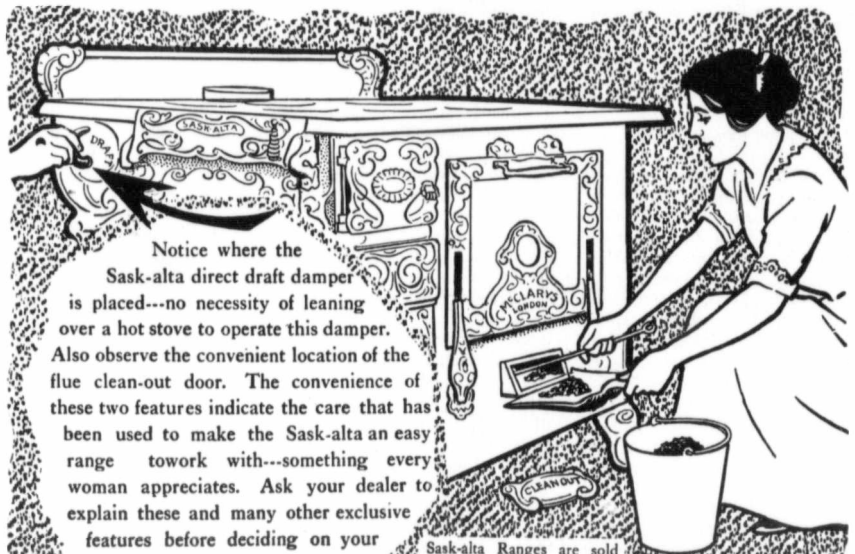 SASK-ALTA
DRAFT
McCLARY'S
LONDON
Notice where the
Sask-alta direct draft damper
is placed---no necessity of leaning
over a hot stove to operate this damper.
Also observe the convenient location of the
flue clean-out door. The convenience of
these two features indicate the care that has
been used to make the Sask-alta an easy
range towork with---something every
woman appreciates. Ask your dealer to
explain these and many other exclusive
features before deciding on your
CLEAN OUT
Sask-alta Ranges are sold